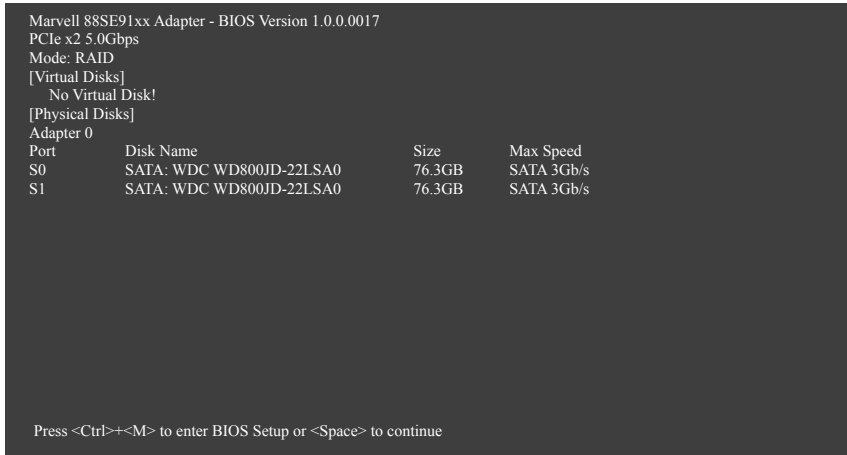 Marvell 88SE91xx Adapter - BIOS Version 1.0.0.0017
PCIe x2 5.0Gbps
Mode: RAID
[Virtual Disks]
No Virtual Disk!
[Physical Disks]
Adapter 0
Port Disk Name Size Max Speed
S0 SATA: WDC WD800JD-22LSA0 76.3GB SATA 3Gb/s
S1 SATA: WDC WD800JD-22LSA0 76.3GB SATA 3Gb/s
Press <Ctrl>+<M> to enter BIOS Setup or <Space> to continue